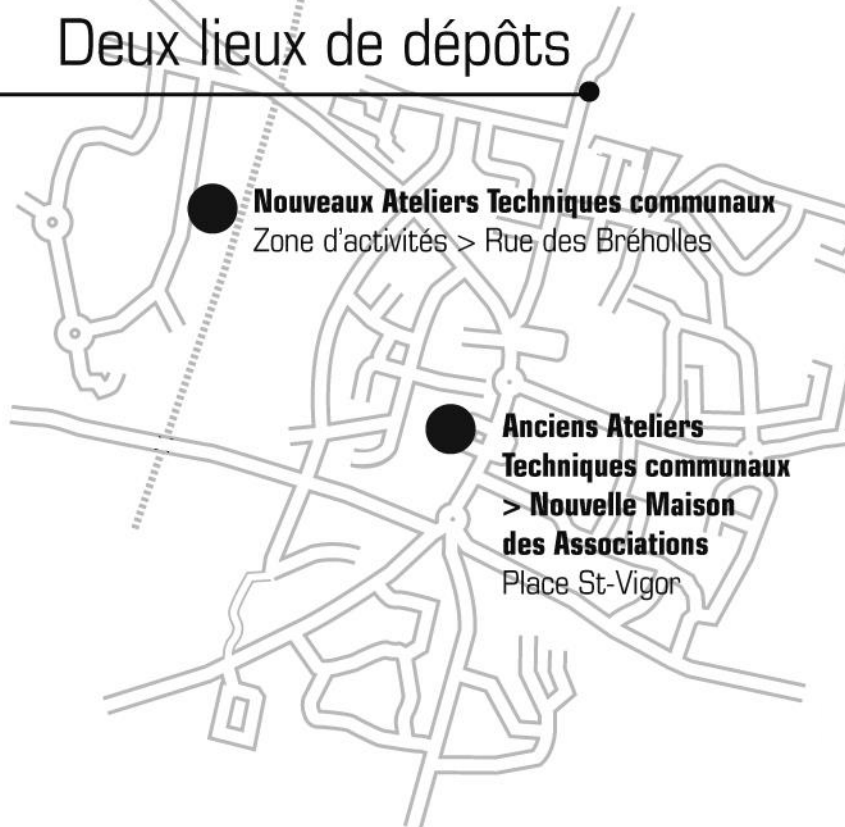 Deux lieux de dépôts
Nouveaux Ateliers Techniques communaux
Zone d'activités > Rue des Bréholles
Anciens Ateliers
Techniques communaux
> Nouvelle Maison
des Associations
Place St-Vigor